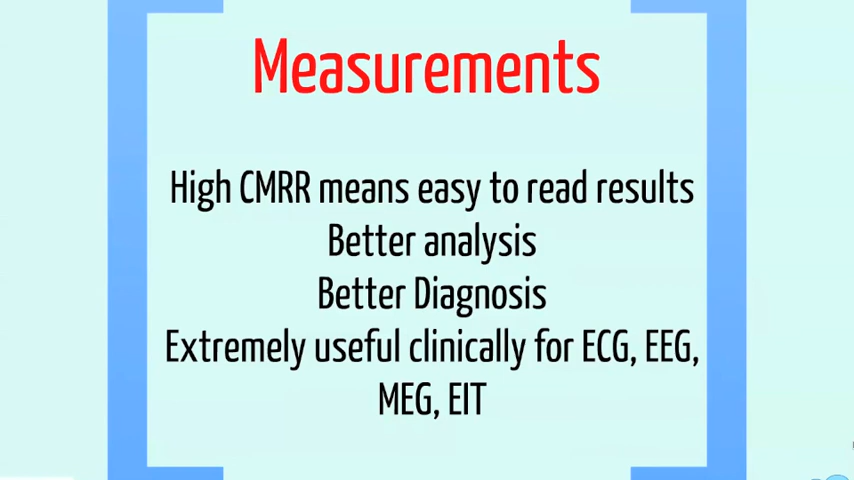 Measurements
High CMRR means easy to read results
Better analysis
Better Diagnosis
Extremely useful clinically for ECG, EEG,
MEG, EIT